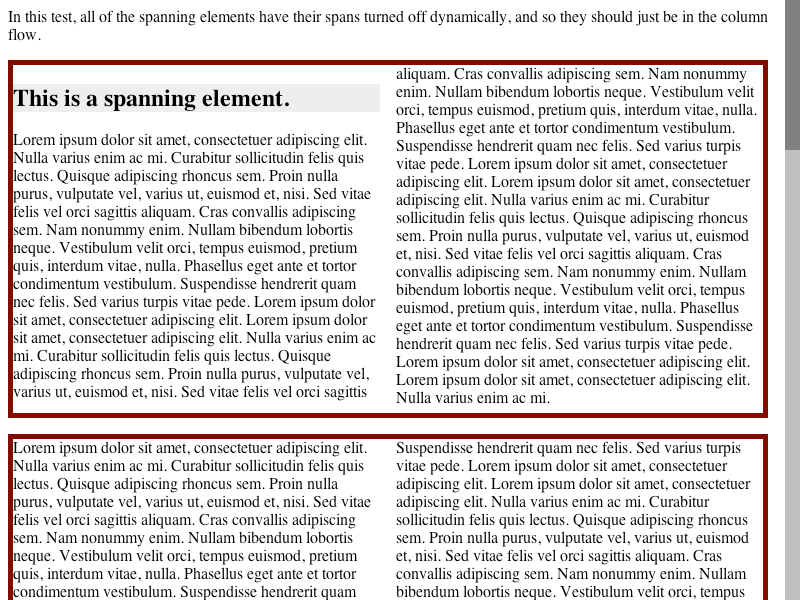 In this test, all of the spanning elements have their spans turned off dynamically, and so they should just be in the column
flow.
This is a spanning element.
Lorem ipsum dolor sit amet, consectetuer adipiscing elit.
Nulla varius enim ac mi. Curabitur sollicitudin felis quis
lectus. Quisque adipiscing rhoncus sem. Proin nulla
purus, vulputate vel, varius ut, euismod et, nisi. Sed vitae
felis vel orci sagittis aliquam. Cras convallis adipiscing
sem. Nam nonummy enim. Nullam bibendum lobortis
neque. Vestibulum velit orci, tempus euismod, pretium
quis, interdum vitae, nulla. Phasellus eget ante et tortor
condimentum vestibulum. Suspendisse hendrerit quam
nec felis. Sed varius turpis vitae pede. Lorem ipsum dolor
sit amet, consectetuer adipiscing elit. Lorem ipsum dolor
sit amet, consectetuer adipiscing elit. Nulla varius enim ac
mi. Curabitur sollicitudin felis quis lectus. Quisque
adipiscing rhoncus sem. Proin nulla purus, vulputate vel,
varius ut, euismod et, nisi. Sed vitae felis vel orci sagittis
aliquam. Cras convallis adipiscing sem. Nam nonummy
enim. Nullam bibendum lobortis neque. Vestibulum velit
orci, tempus euismod, pretium quis, interdum vitae, nulla.
Phasellus eget ante et tortor condimentum vestibulum.
Suspendisse hendrerit quam nec felis. Sed varius turpis
vitae pede. Lorem ipsum dolor sit amet, consectetuer
adipiscing elit. Lorem ipsum dolor sit amet, consectetuer
adipiscing elit. Nulla varius enim ac mi. Curabitur
sollicitudin felis quis lectus. Quisque adipiscing rhoncus
sem. Proin nulla purus, vulputate vel, varius ut, euismod
et, nisi. Sed vitae felis vel orci sagittis aliquam. Cras
convallis adipiscing sem. Nam nonummy enim. Nullam
bibendum lobortis neque. Vestibulum velit orci, tempus
euismod, pretium quis, interdum vitae, nulla. Phasellus
eget ante et tortor condimentum vestibulum. Suspendisse
hendrerit quam nec felis. Sed varius turpis vitae pede.
Lorem ipsum dolor sit amet, consectetuer adipiscing elit.
Lorem ipsum dolor sit amet, consectetuer adipiscing elit.
Nulla varius enim ac mi.
Lorem ipsum dolor sit amet, consectetuer adipiscing elit.
Nulla varius enim ac mi. Curabitur sollicitudin felis quis
lectus. Quisque adipiscing rhoncus sem. Proin nulla
purus, vulputate vel, varius ut, euismod et, nisi. Sed vitae
felis vel orci sagittis aliquam. Cras convallis adipiscing
sem. Nam nonummy enim. Nullam bibendum lobortis
neque. Vestibulum velit orci, tempus euismod, pretium
quis, interdum vitae, nulla. Phasellus eget ante et tortor
condimentum vestibulum. Suspendisse hendrerit quam
Suspendisse hendrerit quam nec felis. Sed varius turpis
vitae pede. Lorem ipsum dolor sit amet, consectetuer
adipiscing elit. Lorem ipsum dolor sit amet, consectetuer
adipiscing elit. Nulla varius enim ac mi. Curabitur
sollicitudin felis quis lectus. Quisque adipiscing rhoncus
sem. Proin nulla purus, vulputate vel, varius ut, euismod
et, nisi. Sed vitae felis vel orci sagittis aliquam. Cras
convallis adipiscing sem. Nam nonummy enim. Nullam
bibendum lobortis neque. Vestibulum velit orci, tempus